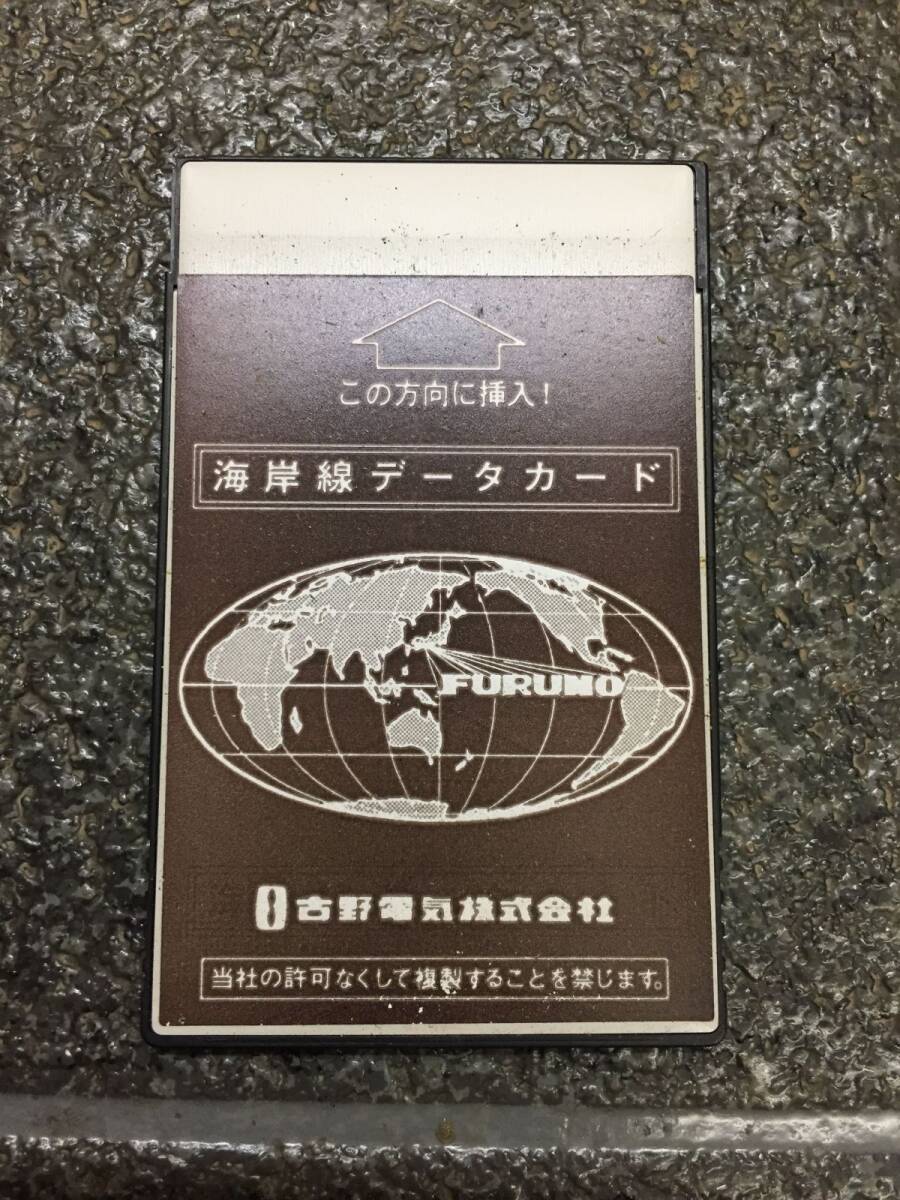 この方向に挿入!
海岸線データカード
FURUNO
古野電気株式会社
当社の許可なくして複製することを禁じます。